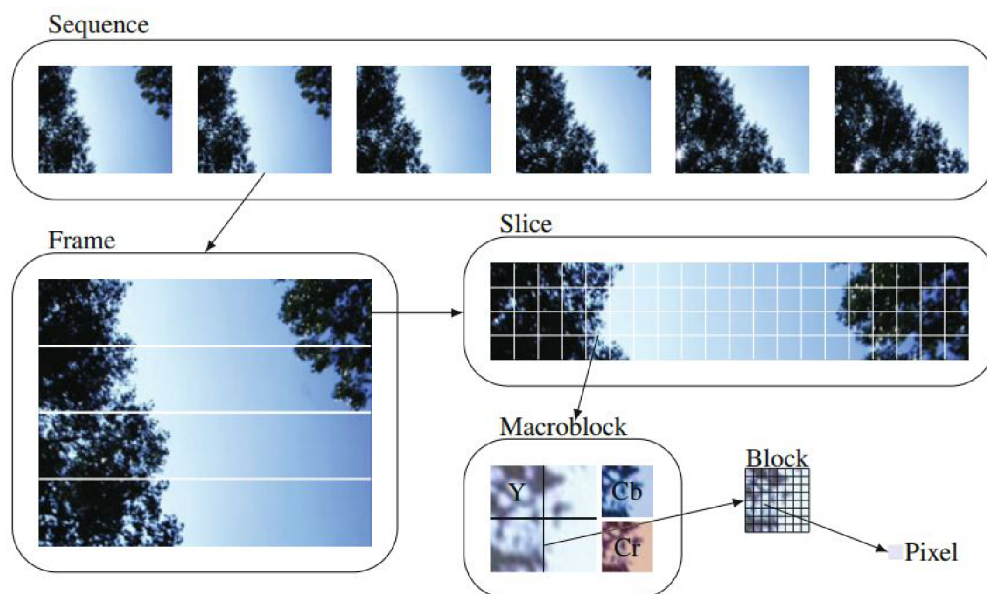 Sequence
Frame
Slice
Macroblock
Y
Cb
Cr
Block
Pixel